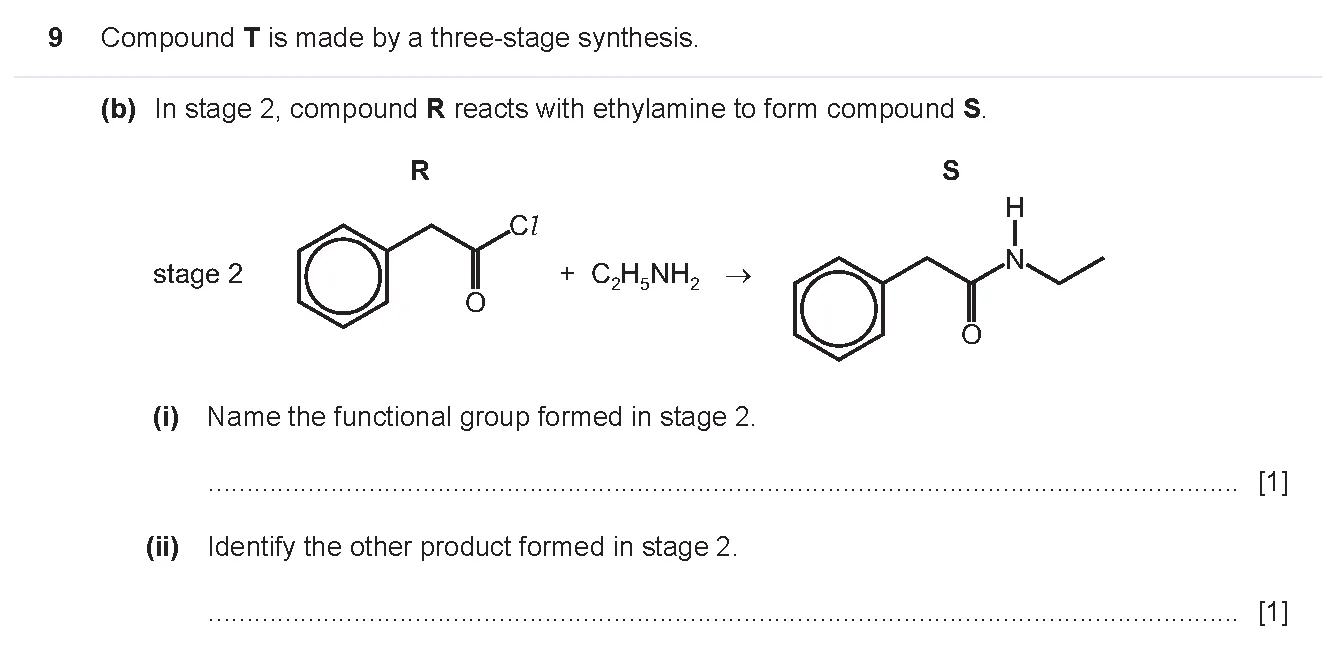 9 Compound T is made by a three-stage synthesis.
(b) In stage 2, compound R reacts with ethylamine to form compound S.
R S
stage 2 Cl O + C₂H₅NH₂ → H N O
(i) Name the functional group formed in stage 2.
.......................................................................................................................... [1]
(ii) Identify the other product formed in stage 2.
.......................................................................................................................... [1]